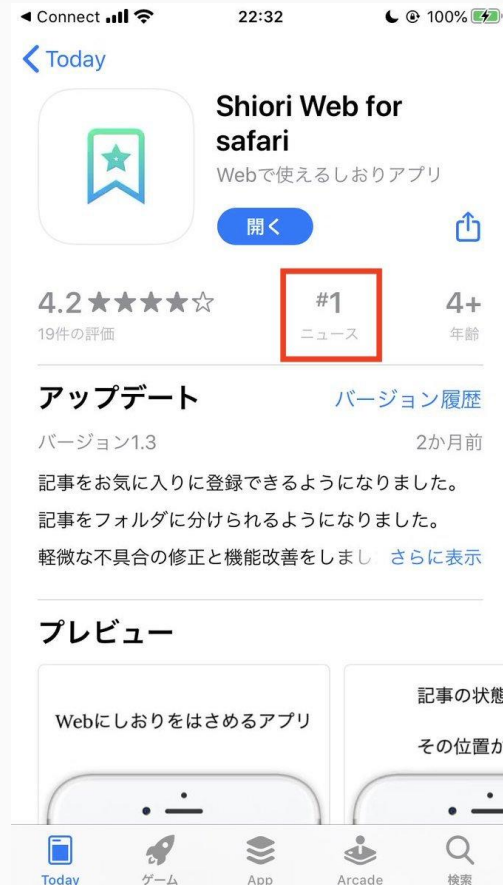 ◀ Connect 22:32 100%
Today
Shiori Web for
safari
Webで使えるしおりアプリ
開く
4.2 ★★★★☆ #1 4+
19件の評価 ニュース 年齢
アップデート バージョン履歴
バージョン1.3 2か月前
記事をお気に入りに登録できるようになりました。
記事をフォルダに分けられるようになりました。
軽微な不具合の修正と機能改善をしまし さらに表示
プレビュー
Webにしおりをはさめるアプリ
記事の状態
その位置か
Today ゲーム App Arcade 検索